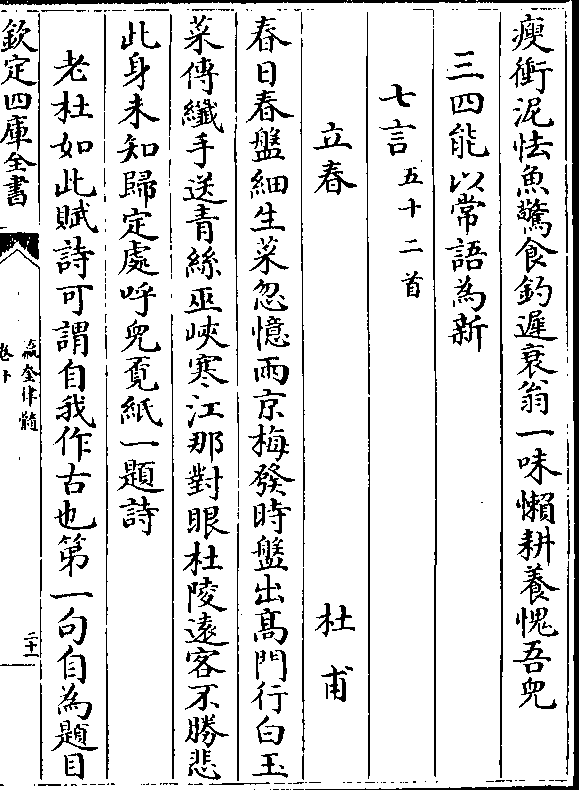 瘦衝泥怯魚驚食釣遲衰翁一味懶耕養愧吾兒
三四能以常語為新
七言五十二首
立春 杜甫
春日春盤細生菜忽憶兩京梅發時盤出髙門行白玉
菜傳纖手送青絲巫峽寒江那對眼杜陵遠客不勝悲
此身未知歸定處呼兒覓紙一題詩
老杜如此賦詩可謂自我作古也第一句自為題目
欽定四庫全書
瀛奎律髓
卷十
二十一